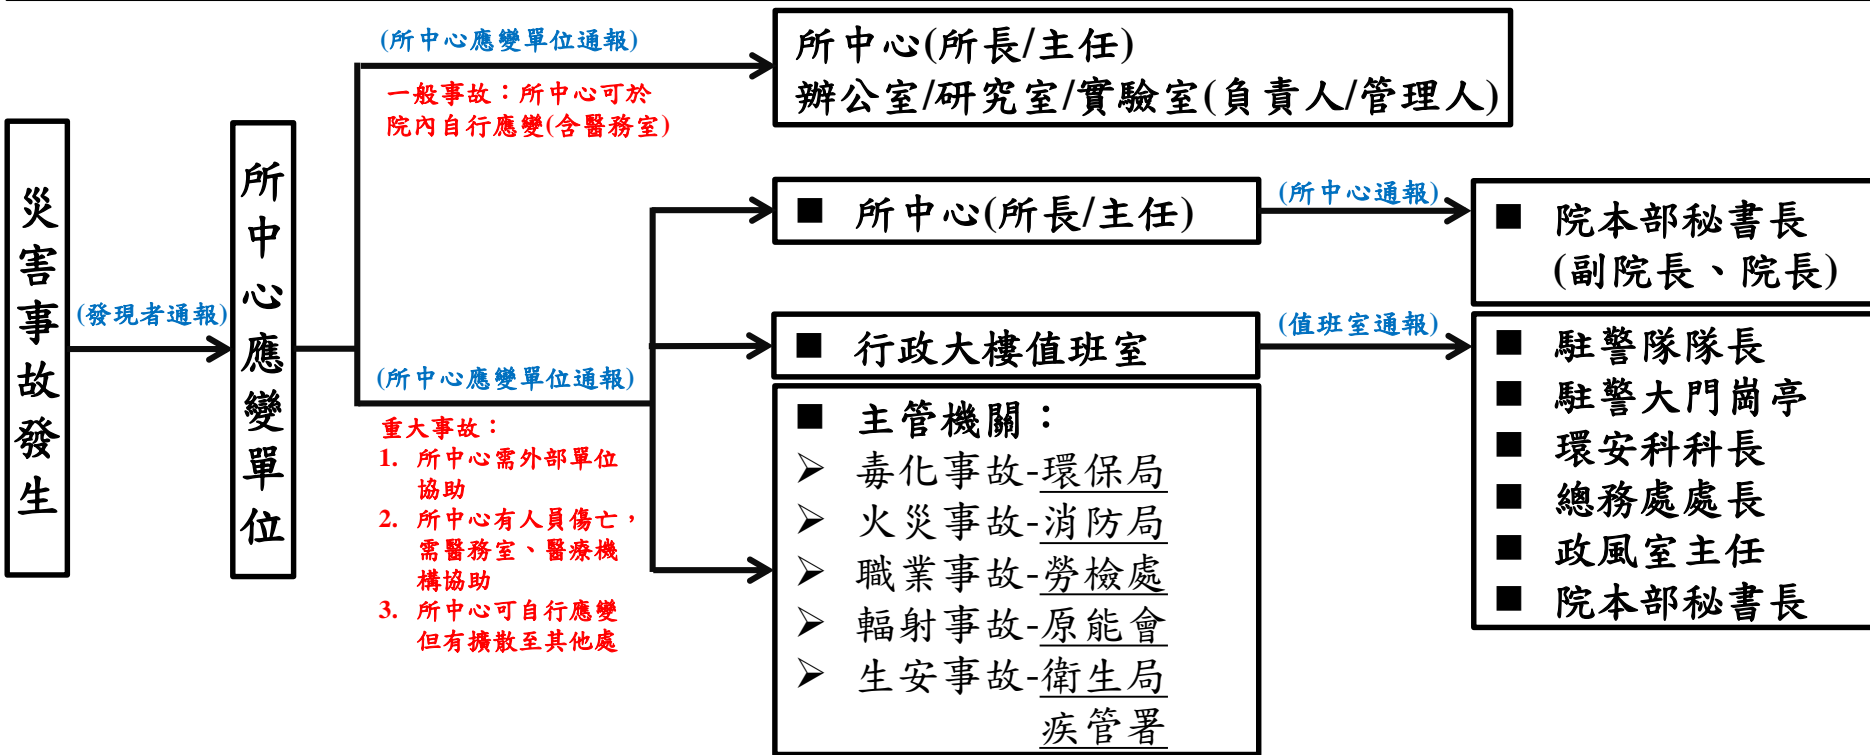 災害事故發生
(發現者通報)
所中心應變單位
(所中心應變單位通報)
一般事故：所中心可於
院內自行應變(含醫務室)
所中心(所長/主任)
辦公室/研究室/實驗室(負責人/管理人)
(所中心應變單位通報)
重大事故：
1. 所中心需外部單位
協助
2. 所中心有人員傷亡，
需醫務室、醫療機
構協助
3. 所中心可自行應變
但有擴散至其他處
■ 所中心(所長/主任)
(所中心通報)
■ 院本部秘書長
(副院長、院長)
■ 行政大樓值班室
(值班室通報)
■ 駐警隊隊長
■ 駐警大門崗亭
■ 環安科科長
■ 總務處處長
■ 政風室主任
■ 院本部秘書長
■ 主管機關：
➢ 毒化事故-環保局
➢ 火災事故-消防局
➢ 職業事故-勞檢處
➢ 輻射事故-原能會
➢ 生安事故-衛生局
疾管署